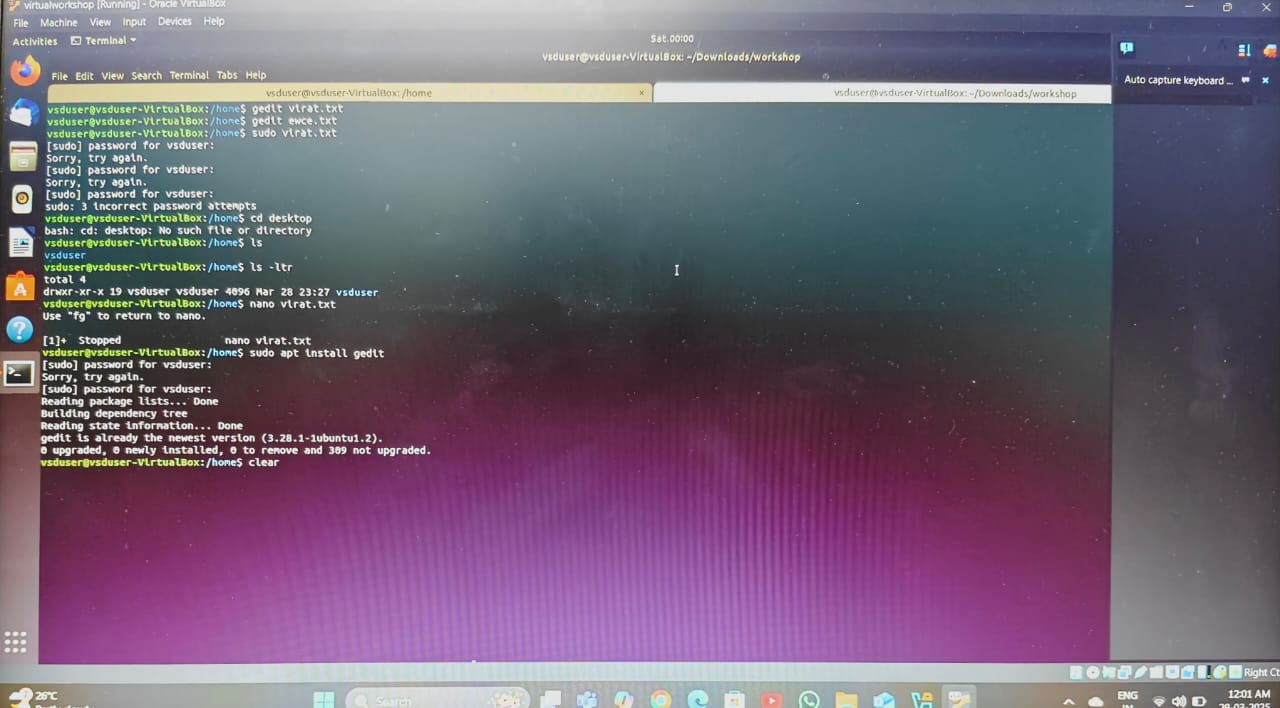 virtualworkshop [Running] - Oracle VirtualBox
File Machine View Input Devices Help
Activities Terminal
Sat 00:00
vsduser@vsduser-VirtualBox: ~/Downloads/workshop
File Edit View Search Terminal Tabs Help
Auto capture keyboard ...
vsduser@vsduser-VirtualBox: /home ×
vsduser@vsduser-VirtualBox: ~/Downloads/workshop
vsduser@vsduser-VirtualBox:/home$ gedit virat.txt
vsduser@vsduser-VirtualBox:/home$ gedit ewce.txt
vsduser@vsduser-VirtualBox:/home$ sudo virat.txt
[sudo] password for vsduser:
Sorry, try again.
[sudo] password for vsduser:
Sorry, try again.
[sudo] password for vsduser:
sudo: 3 incorrect password attempts
vsduser@vsduser-VirtualBox:/home$ cd desktop
bash: cd: desktop: No such file or directory
vsduser@vsduser-VirtualBox:/home$ ls
vsduser
vsduser@vsduser-VirtualBox:/home$ ls -ltr
total 4
drwxr-xr-x 19 vsduser vsduser 4096 Mar 28 23:27 vsduser
vsduser@vsduser-VirtualBox:/home$ nano virat.txt
Use "fg" to return to nano.
[1]+ Stopped nano virat.txt
vsduser@vsduser-VirtualBox:/home$ sudo apt install gedit
[sudo] password for vsduser:
Sorry, try again.
[sudo] password for vsduser:
Reading package lists... Done
Building dependency tree
Reading state information... Done
gedit is already the newest version (3.28.1-1ubuntu1.2).
0 upgraded, 0 newly installed, 0 to remove and 309 not upgraded.
vsduser@vsduser-VirtualBox:/home$ clear
Right Ct
26°C
Search
ENG
IN
12:01 AM
29-03-2025